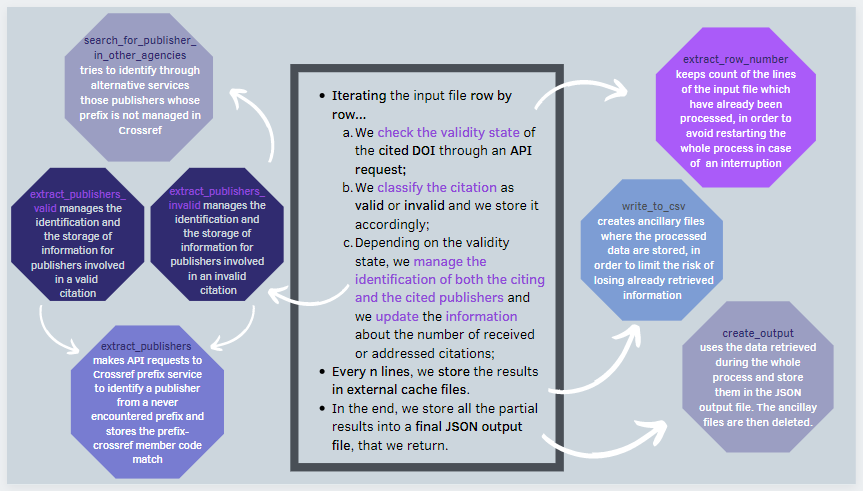 search_for_publisher_
in_other_agencies
tries to identify through
alternative services
those publishers whose
prefix is not managed in
Crossref
extract_publishers_
valid manages the
identification and
the storage of
information for
publishers involved
in a valid
citation
extract_publishers_
invalid manages the
identification and
the storage of
information for
publishers involved
in an invalid
citation
extract_publishers
makes API requests to
Crossref prefix service
to identify a publisher
from a never
encountered prefix and
stores the prefix-
crossref member code
match
• Iterating the input file row by
row...
a. We check the validity state of
the cited DOI through an API
request;
b. We classify the citation as
valid or invalid and we store it
accordingly;
c. Depending on the validity
state, we manage the
identification of both the citing
and the cited publishers and
we update the information
about the number of received
or addressed citations;
• Every n lines, we store the results
in external cache files.
• In the end, we store all the partial
results into a final JSON output
file, that we return.
extract_row_number
keeps count of the lines
of the input file which
have already been
processed, in order to
avoid restarting the
whole process in case
of an interruption
write_to_csv
creates ancillary files
where the processed
data are stored, in
order to limit the risk of
losing already retrieved
information
create_output
uses the data retrieved
during the whole
process and store
them in the JSON
output file. The ancillay
files are then deleted.